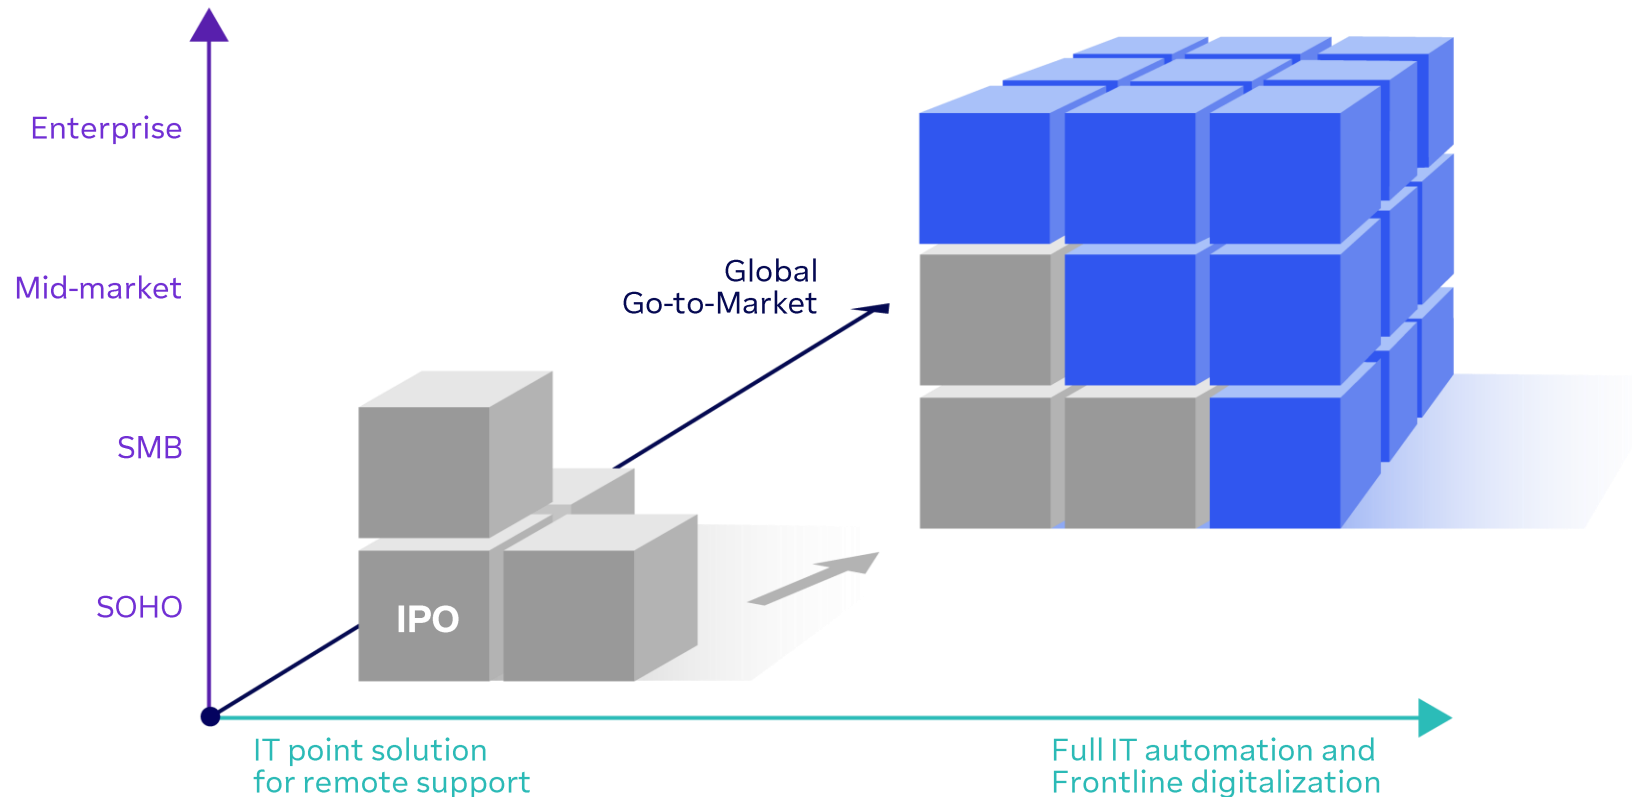 Enterprise
Mid-market
SMB
SOHO
Global
Go-to-Market
IPO
IT point solution
for remote support
Full IT automation and
Frontline digitalization